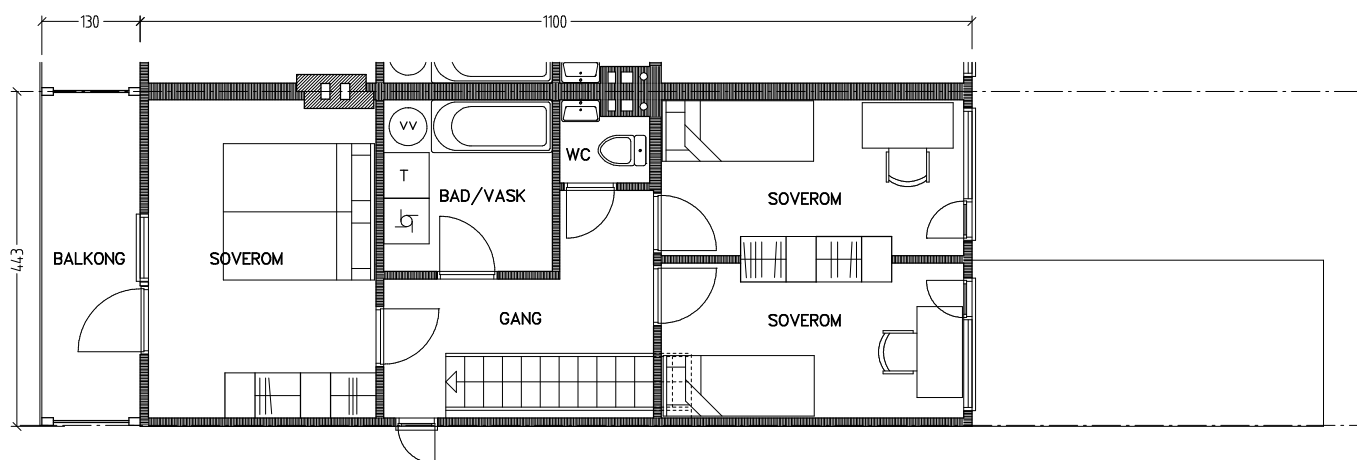 130
1100
VV
WC
T
BAD/VASK
SOVEROM
443
BALKONG
SOVEROM
GANG
SOVEROM